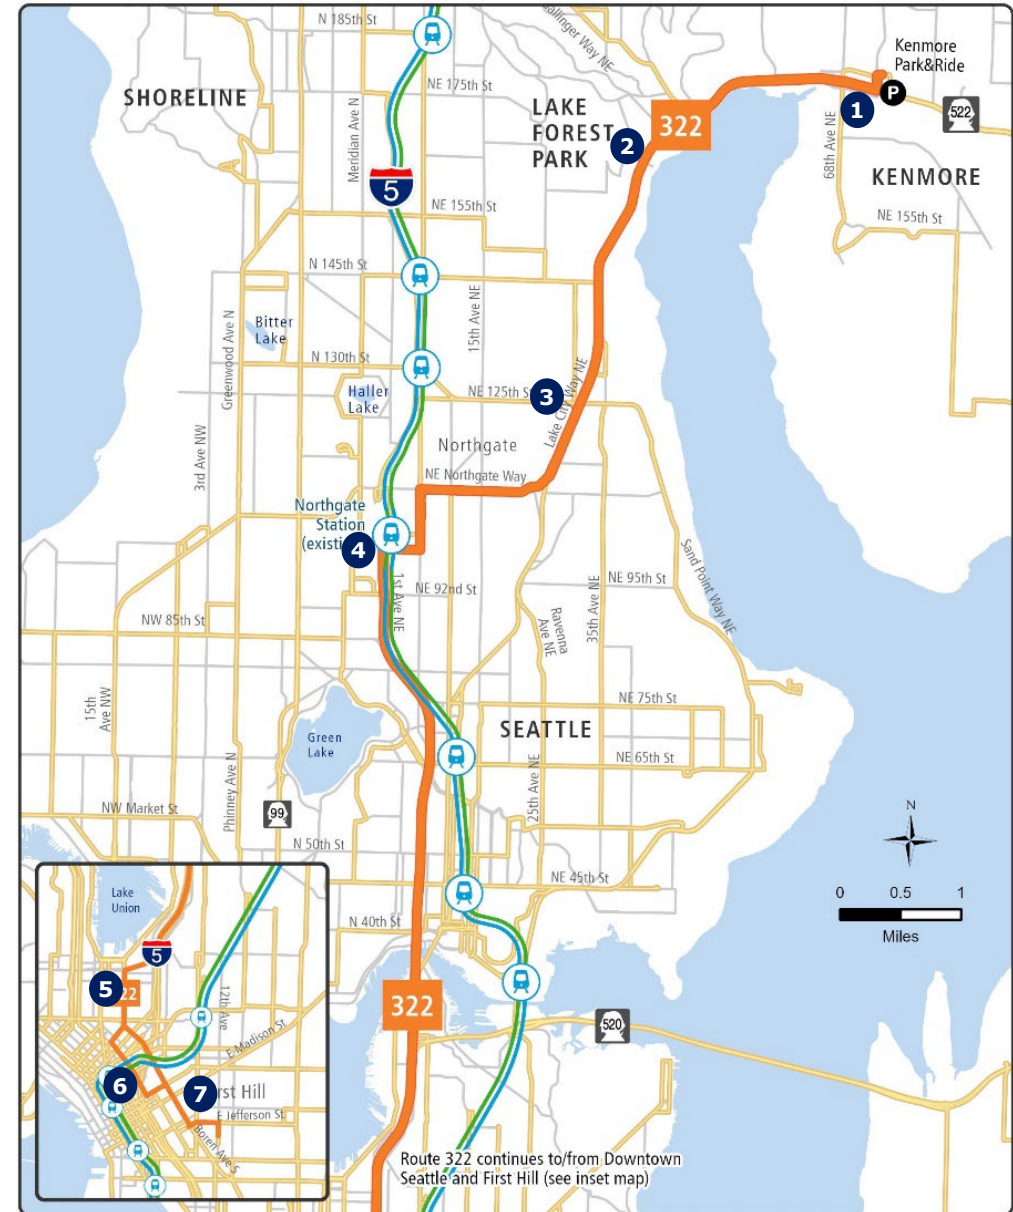 N 185th St
Ballinger Way NE
Kenmore
Park&Ride
NE 175th St
SHORELINE
Meridian Ave N
LAKE
FOREST
PARK
322
1
P
522
2
68th Ave NE
KENMORE
5
NE 155th St
NE 155th St
N 145th St
15th Ave NE
Bitter
Lake
Greenwood Ave N
N 130th St
NE 125th St
3
Lake City Way NE
Haller
Lake
3rd Ave NW
Northgate
NE Northgate Way
Northgate
Station
4
Sand Point Way NE
1st Ave NE
NE 92nd St
35th Ave NE
NE 95th St
Ravenna
Ave NE
NW 85th St
15th
Ave NW
NE 75th St
SEATTLE
Green
Lake
NE 65th St
Phinney Ave N
25th Ave NE
NW Market St
99
N 50th St
N
NE 45th St
0 0.5 1
Miles
N 40th St
322
520
Lake
Union
5
5
12th Ave
E Madison St
6
7
E Jefferson St
Boren Ave S
Route 322 continues to/from Downtown
Seattle and First Hill (see inset map)